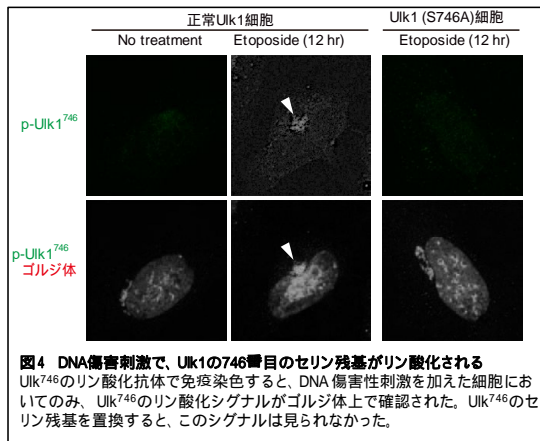 正常Ulk1細胞
Ulk1 (S746A)細胞
No treatment
Etoposide (12 hr)
Etoposide (12 hr)
p-Ulk1⁷⁴⁶
p-Ulk1⁷⁴⁶
ゴルジ体
図4 DNA傷害刺激で、Ulk1の746番目のセリン残基がリン酸化される
Ulk⁷⁴⁶のリン酸化抗体で免疫染色すると、DNA傷害性刺激を加えた細胞にお
いてのみ、Ulk⁷⁴⁶のリン酸化シグナルがゴルジ体上で確認された。Ulk⁷⁴⁶のセ
リン残基を置換すると、このシグナルは見られなかった。